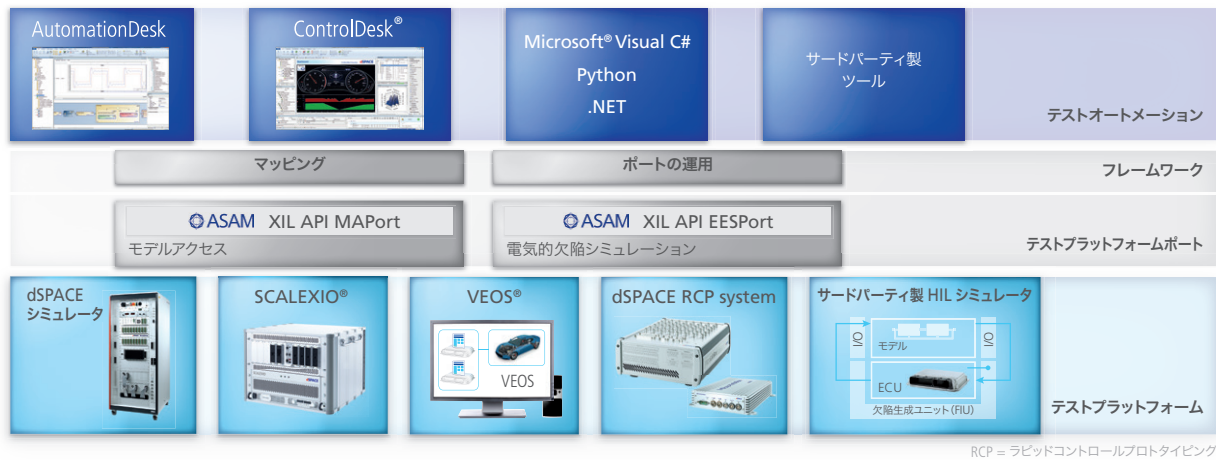 AutomationDesk
ControlDesk®
Microsoft® Visual C#
Python
.NET
サードパーティ製
ツール
テストオートメーション
マッピング
ポートの運用
フレームワーク
ASAM XIL API MAPort
モデルアクセス
ASAM XIL API EESPort
電気的欠陥シミュレーション
テストプラットフォームポート
dSPACE
シミュレータ
SCALEXIO®
VEOS®
VEOS
dSPACE RCP system
サードパーティ製 HIL シミュレータ
I/O
モデル
I/O
ECU
欠陥生成ユニット（FIU）
テストプラットフォーム
RCP = ラピッドコントロールプロトタイピング